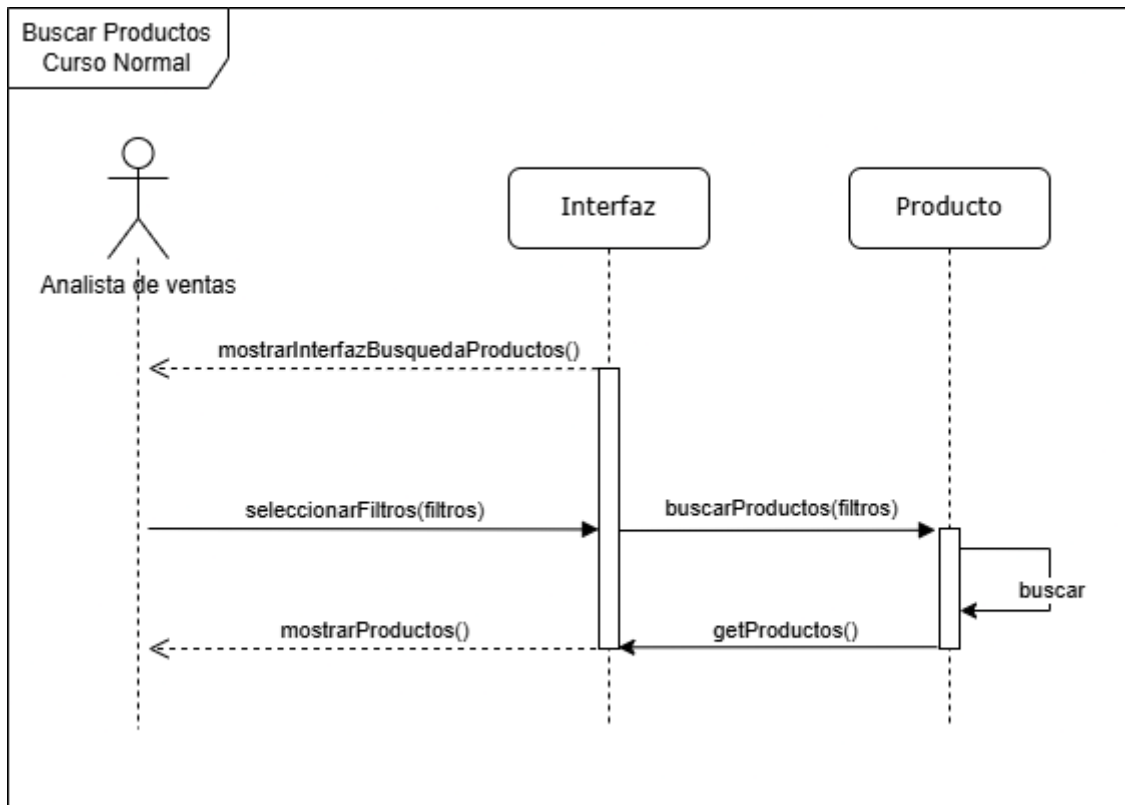 Buscar Productos
Curso Normal
Interfaz
Producto
Analista de ventas
mostrarInterfazBusquedaProductos()
seleccionarFiltros(filtros)
buscarProductos(filtros)
buscar
mostrarProductos()
getProductos()